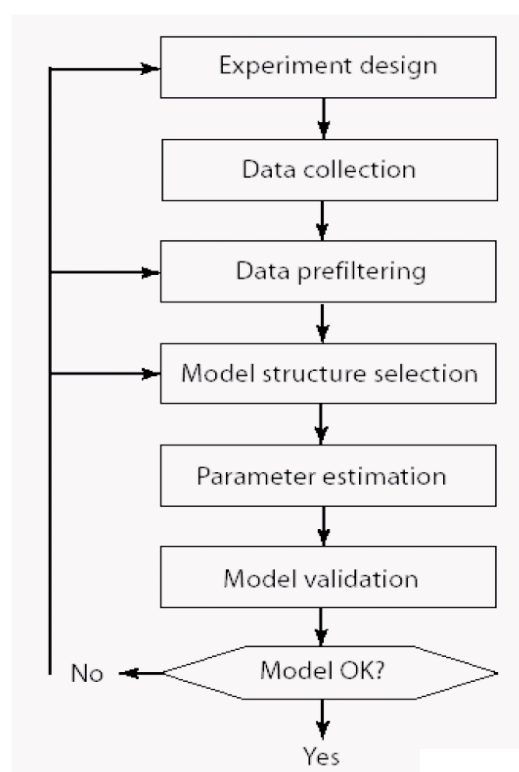 Experiment design
Data collection
Data prefiltering
Model structure selection
Parameter estimation
Model validation
Model OK?
No
Yes